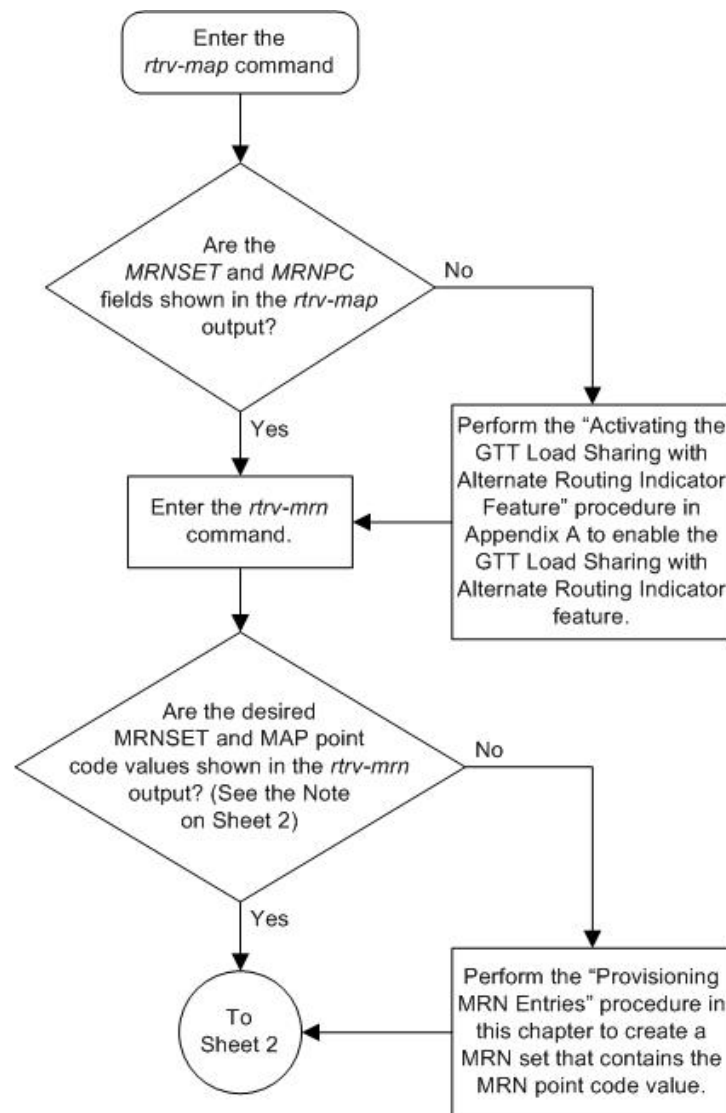 Enter the
rtrv-map command
Are the
MRNSET and MRNPC
fields shown in the rtrv-map
output?
No
Yes
Perform the “Activating the
GTT Load Sharing with
Alternate Routing Indicator
Feature” procedure in
Appendix A to enable the
GTT Load Sharing with
Alternate Routing Indicator
feature.
Enter the rtrv-mrn
command.
Are the desired
MRNSET and MAP point
code values shown in the rtrv-mrn
output? (See the Note
on Sheet 2)
No
Yes
To
Sheet 2
Perform the “Provisioning
MRN Entries” procedure in
this chapter to create a
MRN set that contains the
MRN point code value.